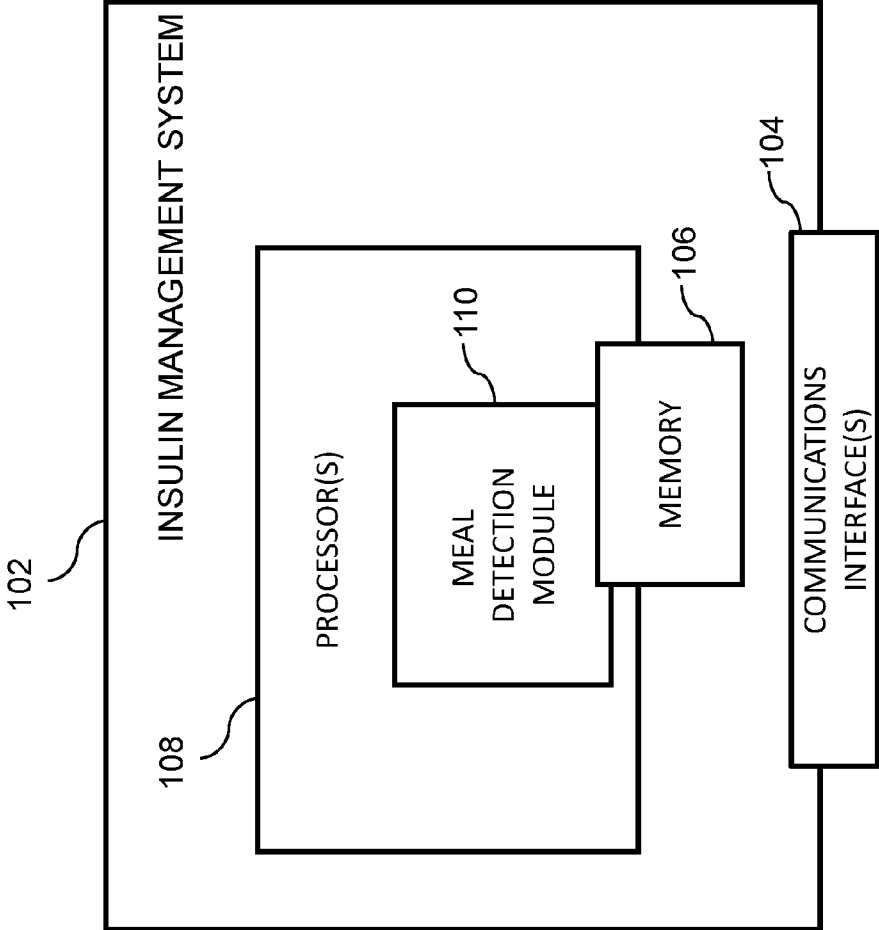 102
108
INSULIN MANAGEMENT SYSTEM
PROCESSOR(S)
110
MEAL
DETECTION
MODULE
106
MEMORY
104
COMMUNICATIONS
INTERFACE(S)